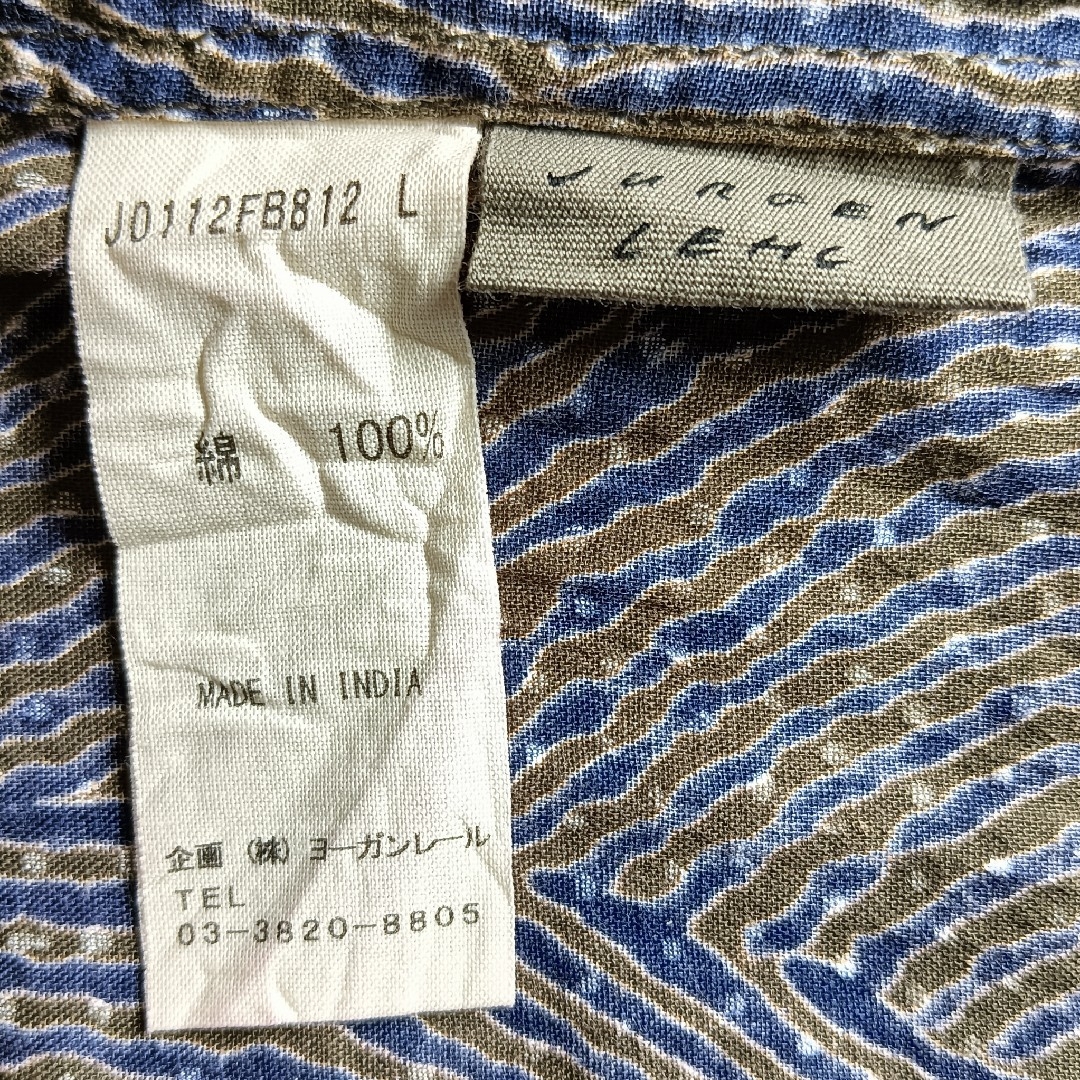 J0112FB812 L
綿 100%
MADE IN INDIA
企画 (株) ヨーガンレール
TEL
03-3820-8805
JURGEN
LEHL